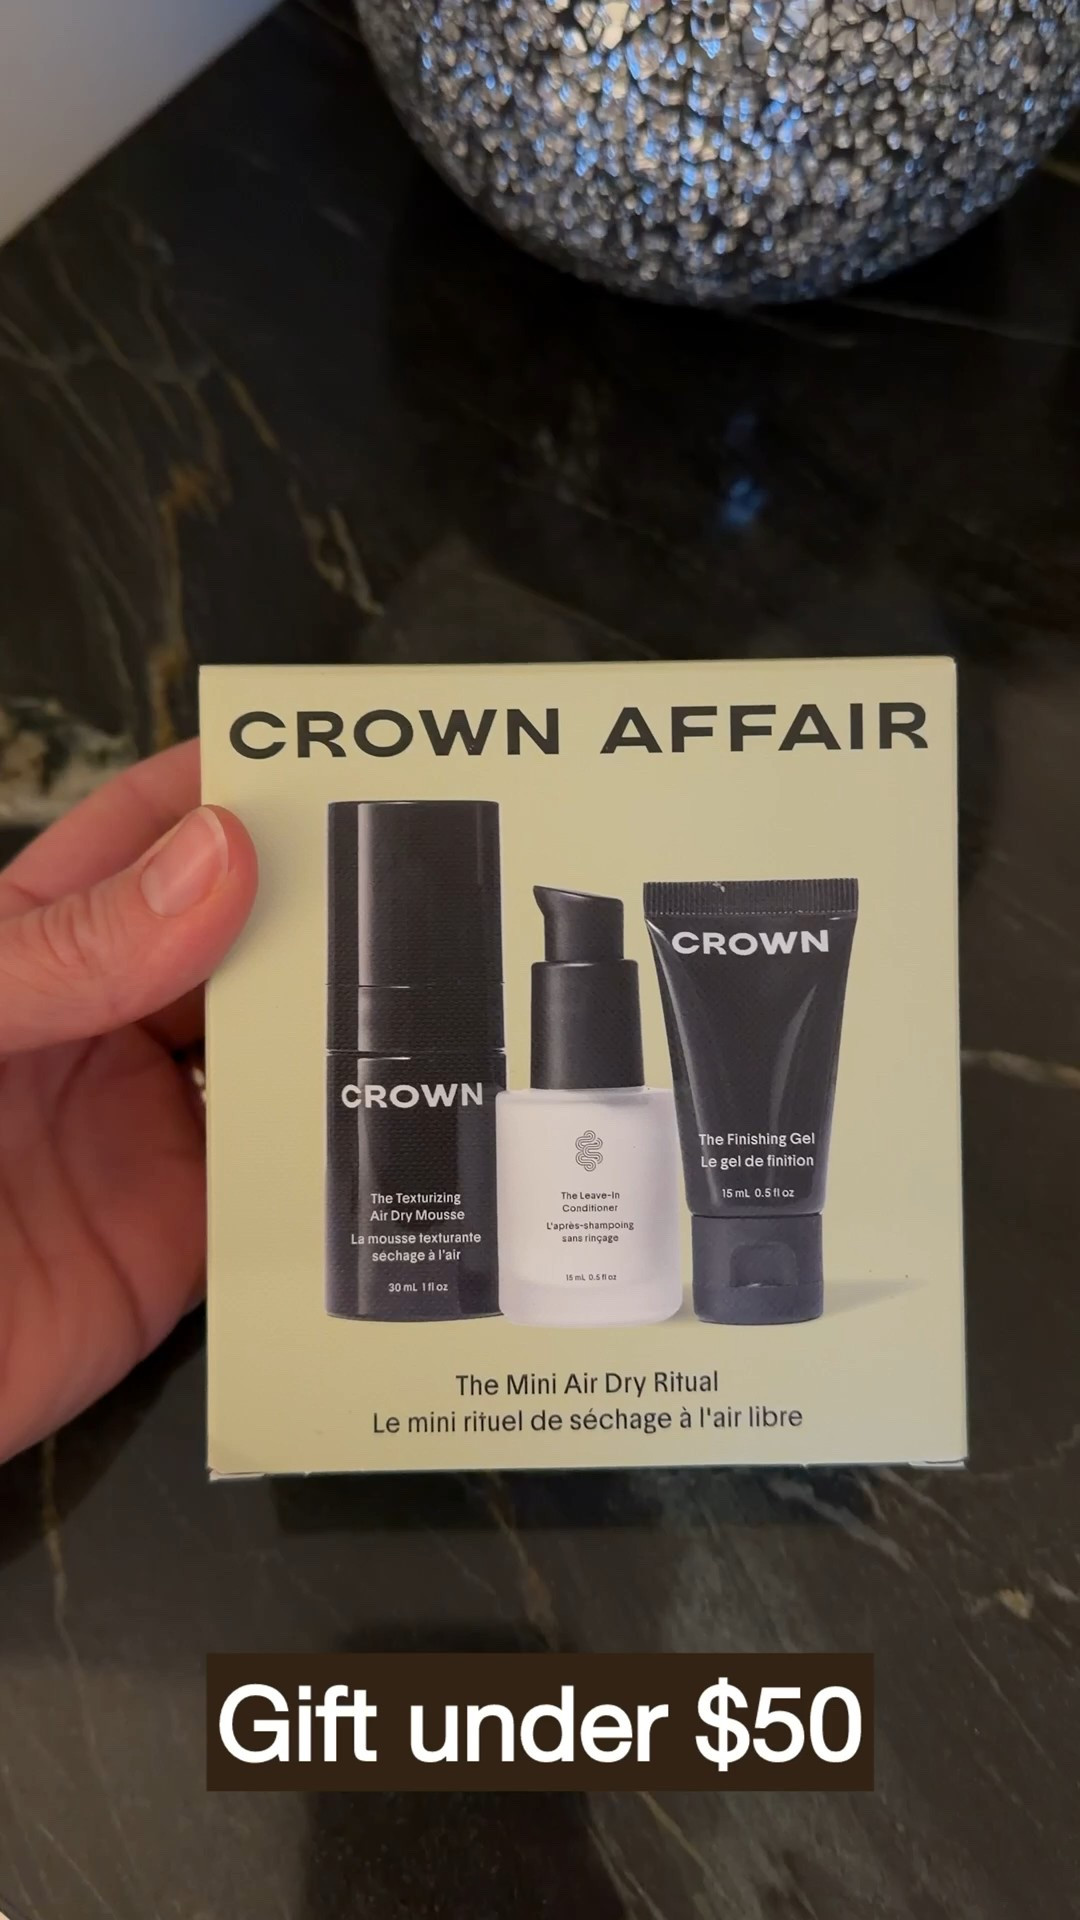 CROWN AFFAIR
CROWN
The Texturizing
Air Dry Mousse
La mousse texturante
séchage à l'air
30 mL 1 fl oz
The Leave-In
Conditioner
L'après-shampoing
sans rinçage
15 mL 0.5 fl oz
CROWN
The Finishing Gel
Le gel de finition
15 mL 0.5 fl oz
The Mini Air Dry Ritual
Le mini rituel de séchage à l'air libre
Gift under $50